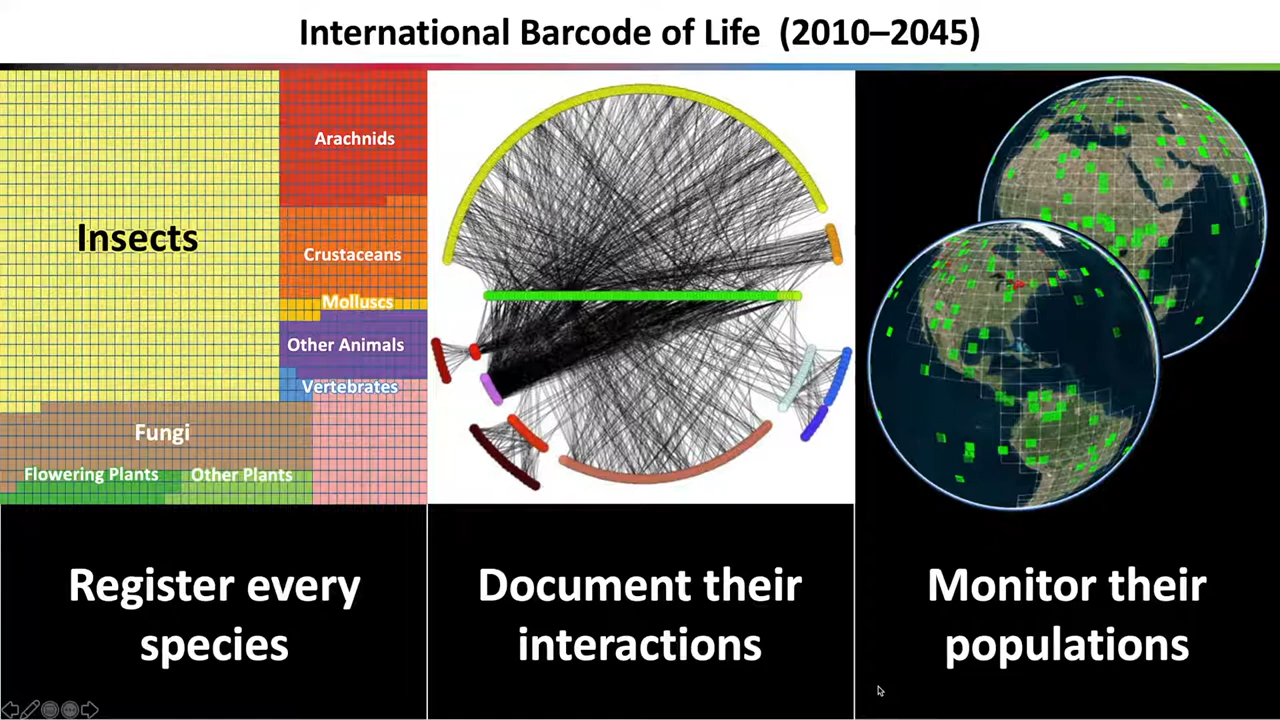 International Barcode of Life (2010–2045)
Arachnids
Insects
Crustaceans
Molluscs
Other Animals
Vertebrates
Fungi
Flowering Plants
Other Plants
Register every
species
Document their
interactions
Monitor their
populations